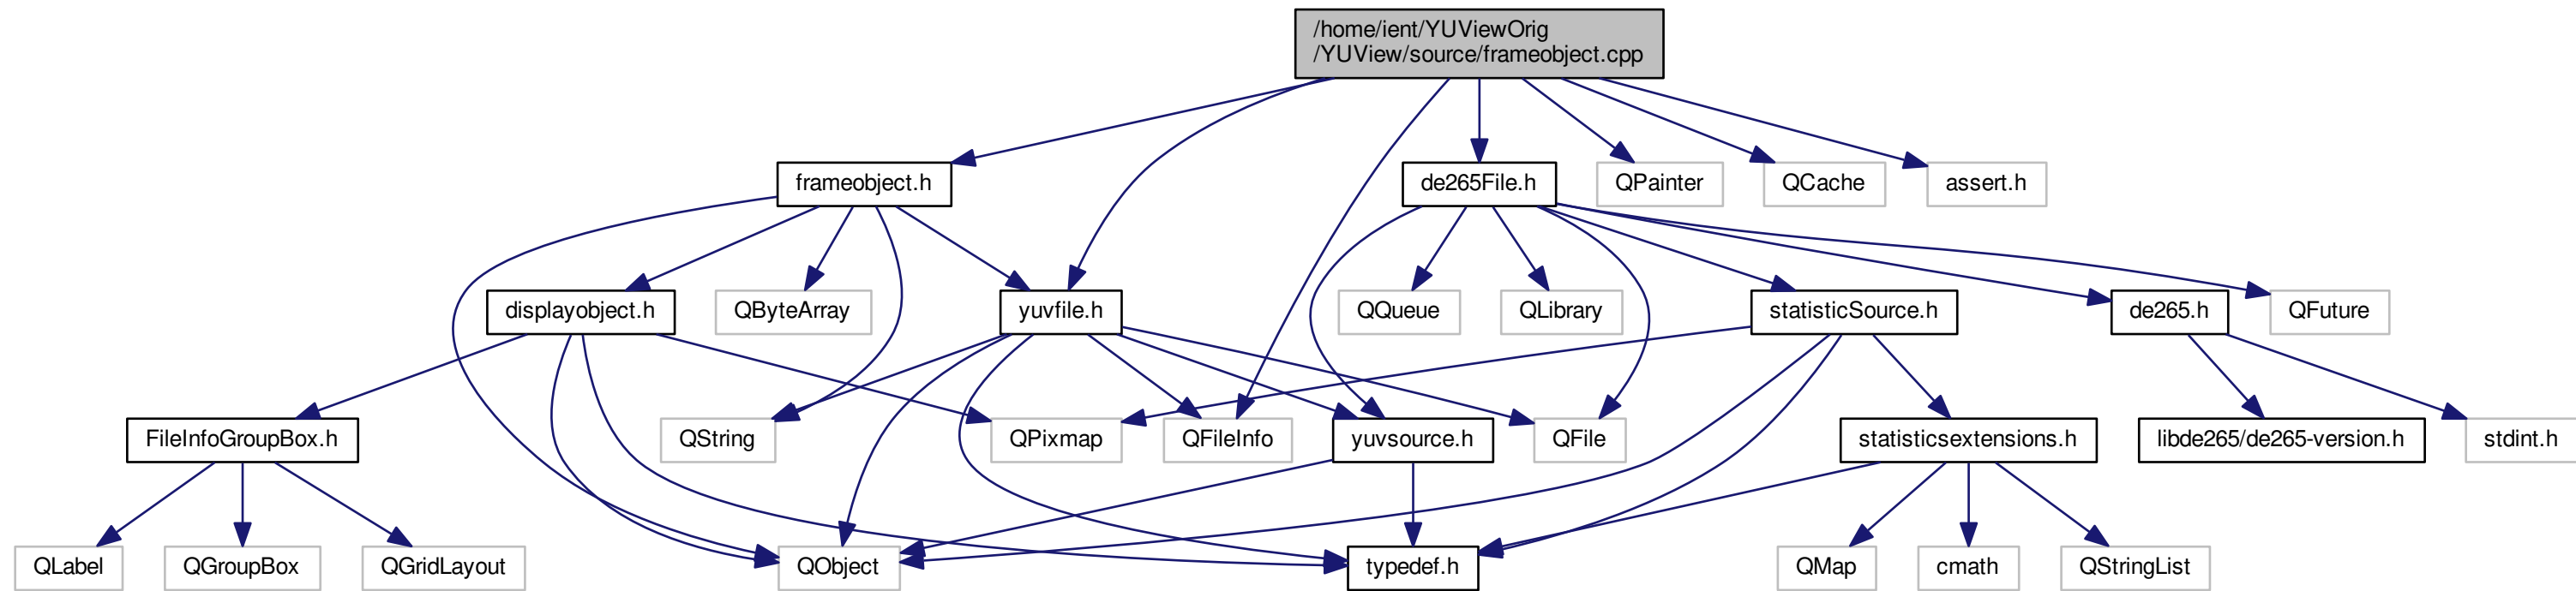 /home/ient/YUViewOrig
/YUView/source/frameobject.cpp
frameobject.h
de265File.h
QPainter
QCache
assert.h
displayobject.h
QByteArray
yuvfile.h
QQueue
QLibrary
statisticSource.h
de265.h
QFuture
FileInfoGroupBox.h
QString
QPixmap
QFileInfo
yuvsource.h
QFile
statisticsextensions.h
libde265/de265-version.h
stdint.h
QLabel
QGroupBox
QGridLayout
QObject
typedef.h
QMap
cmath
QStringList